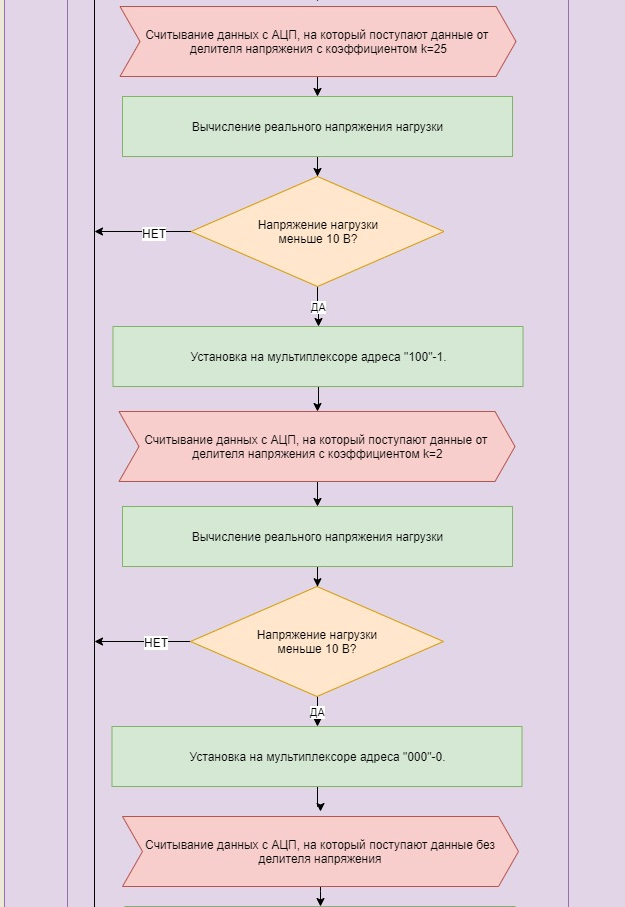 Считывание данных с АЦП, на который поступают данные от
делителя напряжения с коэффициентом k=25
Вычисление реального напряжения нагрузки
Напряжение нагрузки
меньше 10 В?
НЕТ
ДА
Установка на мультиплексоре адреса "100"-1.
Считывание данных с АЦП, на который поступают данные от
делителя напряжения с коэффициентом k=2
Вычисление реального напряжения нагрузки
Напряжение нагрузки
меньше 10 В?
НЕТ
ДА
Установка на мультиплексоре адреса "000"-0.
Считывание данных с АЦП, на который поступают данные без
делителя напряжения